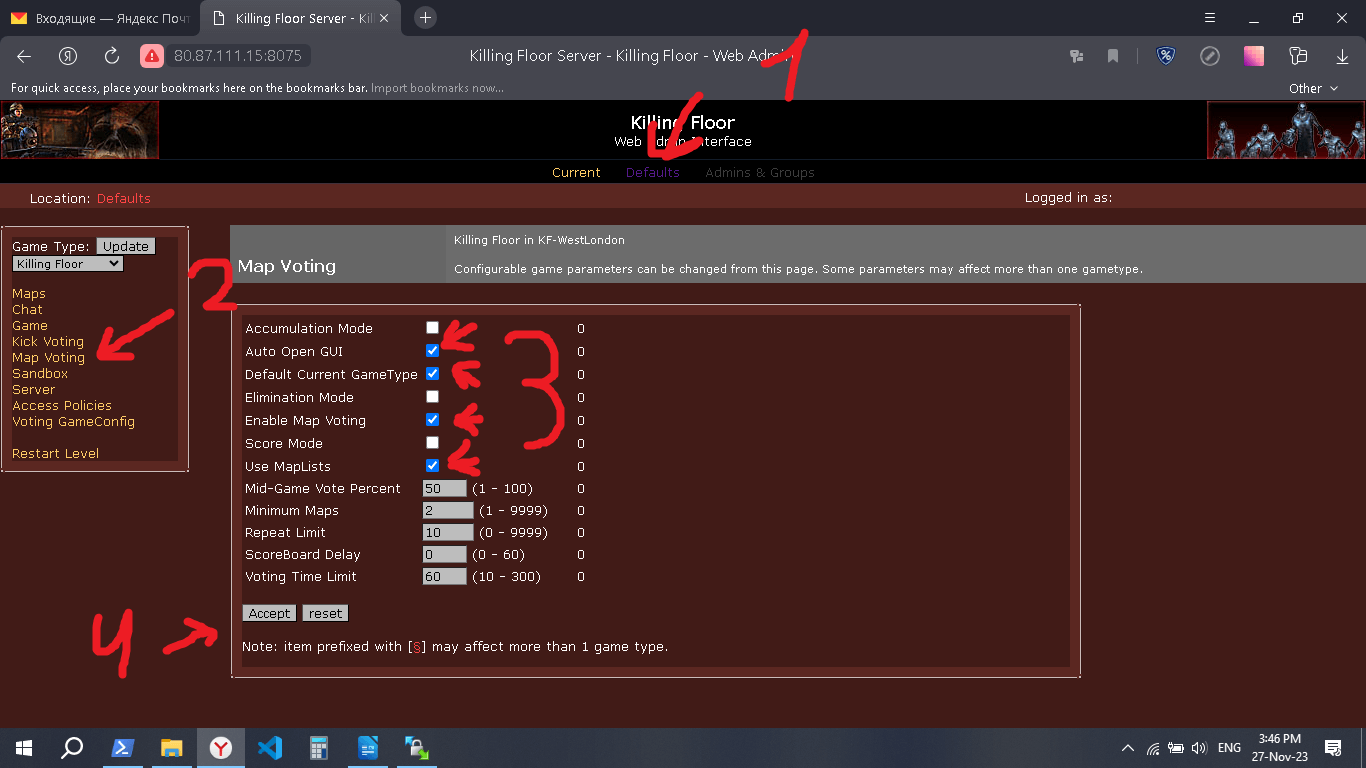 Входящие — Яндекс Почт
Killing Floor Server - Kil
80.87.111.15:8075
Killing Floor Server - Killing Floor - Web Admin
1
For quick access, place your bookmarks here on the bookmarks bar. Import bookmarks now...
Other
Killing Floor
Web Admin Interface
Current Defaults Admins & Groups
Location: Defaults
Logged in as:
Game Type: Update
Killing Floor
Maps
Chat
Game
Kick Voting
Map Voting
Sandbox
Server
Access Policies
Voting GameConfig
Restart Level
2
Killing Floor in KF-WestLondon
Map Voting
Configurable game parameters can be changed from this page. Some parameters may affect more than one gametype.
Accumulation Mode 0
Auto Open GUI 0
Default Current GameType 0
Elimination Mode 0
Enable Map Voting 0
Score Mode 0
Use MapLists 0
3
Mid-Game Vote Percent 50 (1 - 100) 0
Minimum Maps 2 (1 - 9999) 0
Repeat Limit 10 (0 - 9999) 0
ScoreBoard Delay 0 (0 - 60) 0
Voting Time Limit 60 (10 - 300) 0
Accept reset
4
Note: item prefixed with [§] may affect more than 1 game type.
ENG
3:46 PM
27-Nov-23